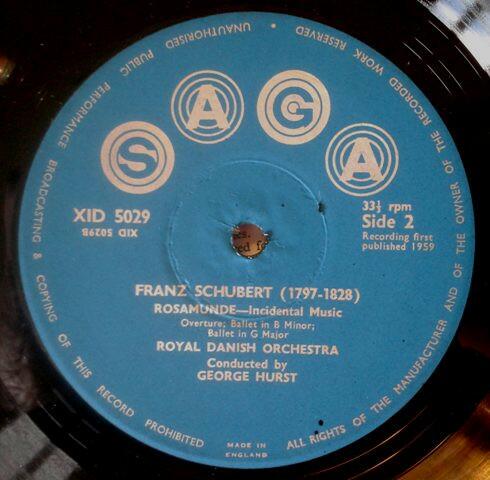 ALL RIGHTS OF THE MANUFACTURER AND OF THE OWNER OF THE RECORDED WORK RESERVED • UNAUTHORISED PUBLIC PERFORMANCE BROADCASTING & COPYING OF THIS RECORD PROHIBITED
SAGA
XID 5029
XID 5029B
33⅓ rpm
Side 2
Recording first
published 1959
FRANZ SCHUBERT (1797-1828)
ROSAMUNDE—Incidental Music
Overture; Ballet in B Minor;
Ballet in G Major
ROYAL DANISH ORCHESTRA
Conducted by
GEORGE HURST
MADE IN
ENGLAND